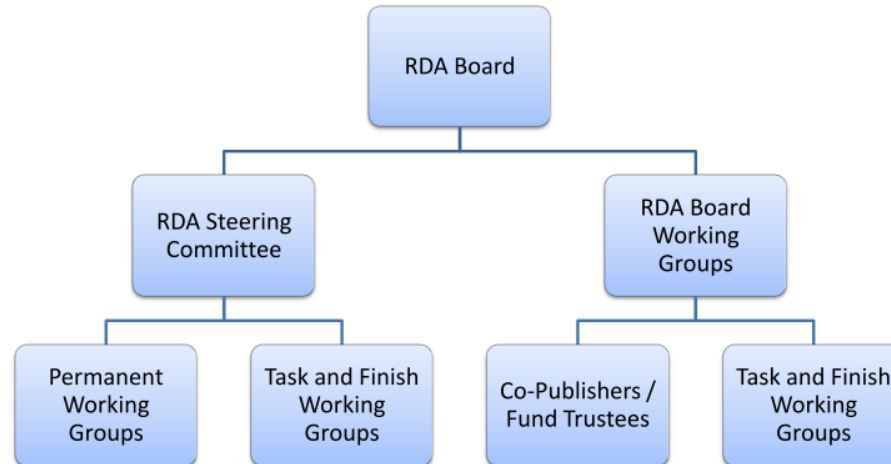 RDA Board
RDA Steering
Committee
RDA Board
Working
Groups
Permanent
Working
Groups
Task and Finish
Working
Groups
Co-Publishers /
Fund Trustees
Task and Finish
Working
Groups